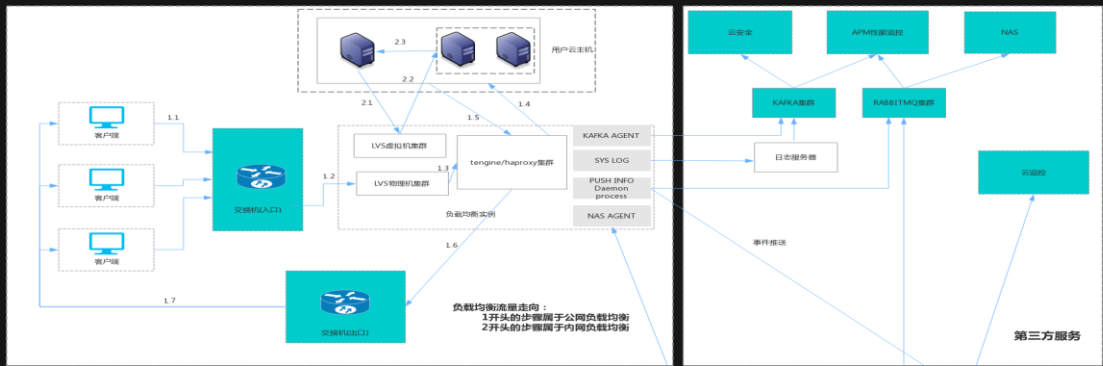 用户云主机
2.3
2.2
2.1
1.4
1.5
客户端
1.1
客户端
客户端
交换机(入口)
1.2
LVS虚拟机集群
LVS物理机集群
1.3
tengine/haproxy集群
KAFKA AGENT
SYS LOG
PUSH INFO
Daemon
process
NAS AGENT
负载均衡实例
1.6
1.7
交换机(出口)
负载均衡流量走向：
1开头的步骤属于公网负载均衡
2开头的步骤属于内网负载均衡
云安全
APM性能监控
NAS
KAFKA集群
RABBITMQ集群
日志服务器
云监控
事件推送
第三方服务